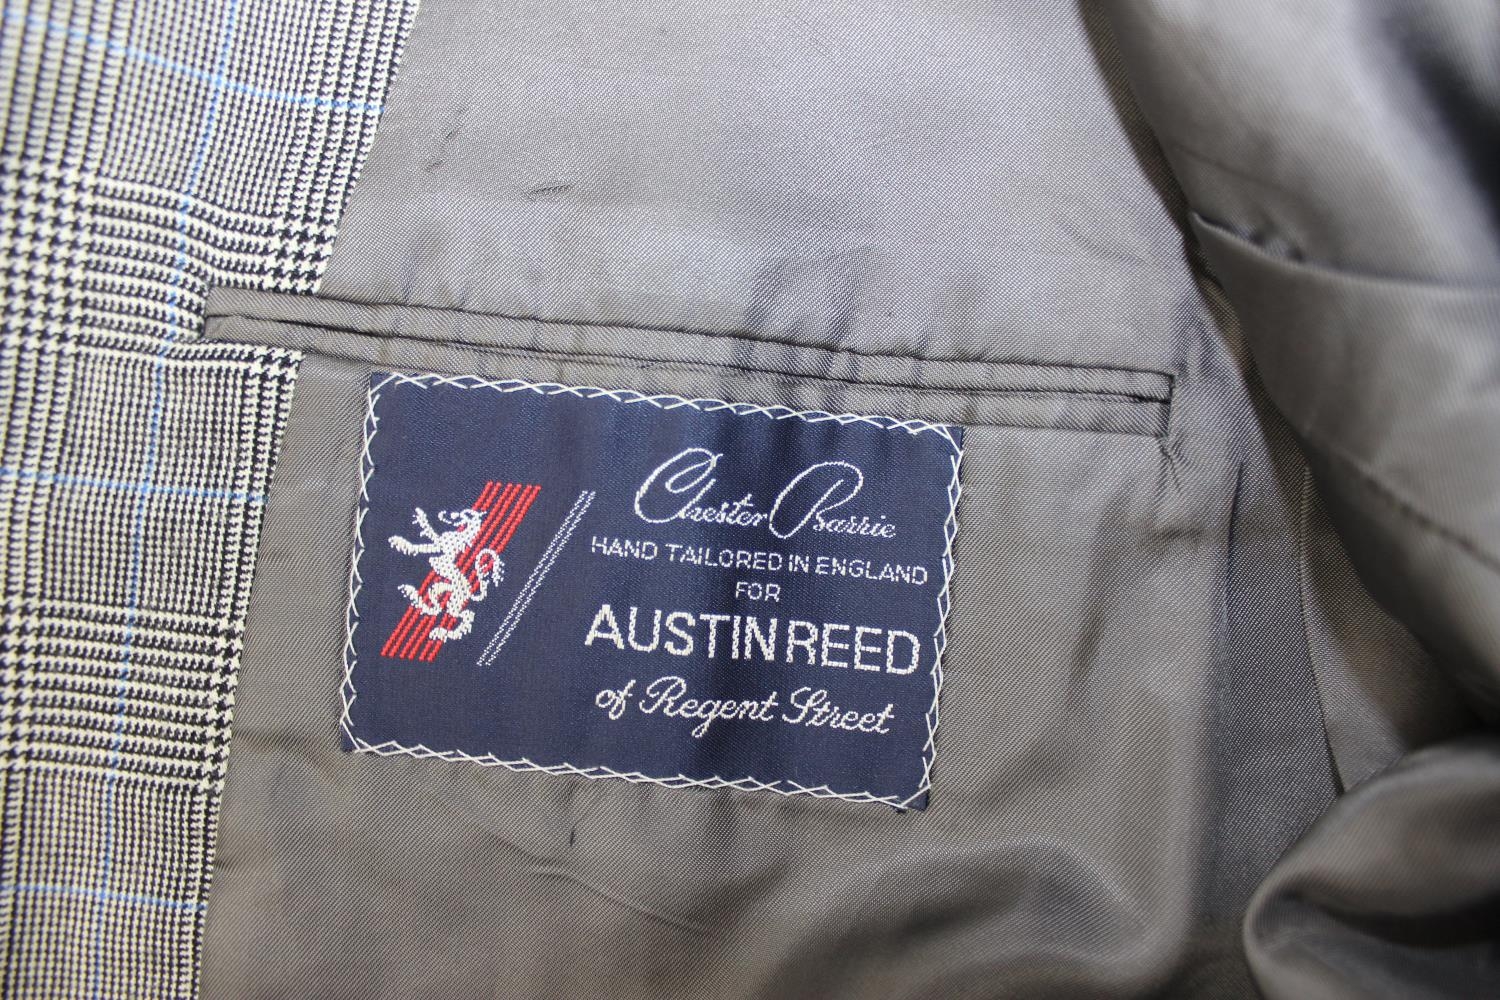 Chester Barrie
HAND TAILORED IN ENGLAND
FOR
AUSTIN REED
of Regent Street